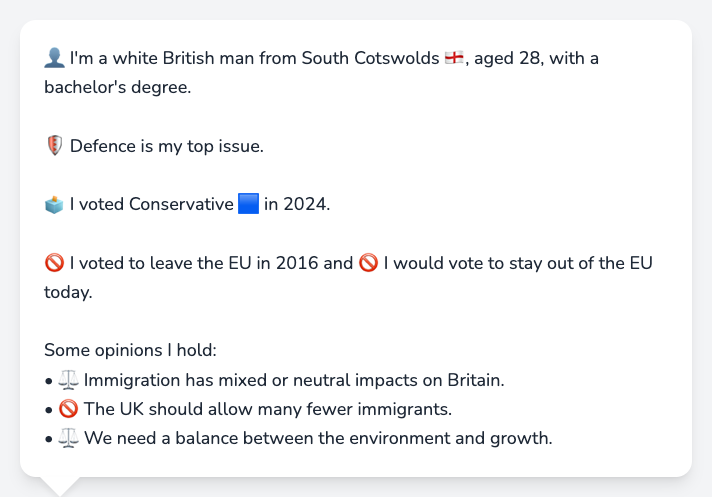 👤 I'm a white British man from South Cotswolds 🏴󠁧󠁢󠁥󠁮󠁧󠁿, aged 28, with a
bachelor's degree.
🛡️ Defence is my top issue.
🗳️ I voted Conservative 🟦 in 2024.
🚫 I voted to leave the EU in 2016 and 🚫 I would vote to stay out of the EU
today.
Some opinions I hold:
• ⚖️ Immigration has mixed or neutral impacts on Britain.
• 🚫 The UK should allow many fewer immigrants.
• ⚖️ We need a balance between the environment and growth.